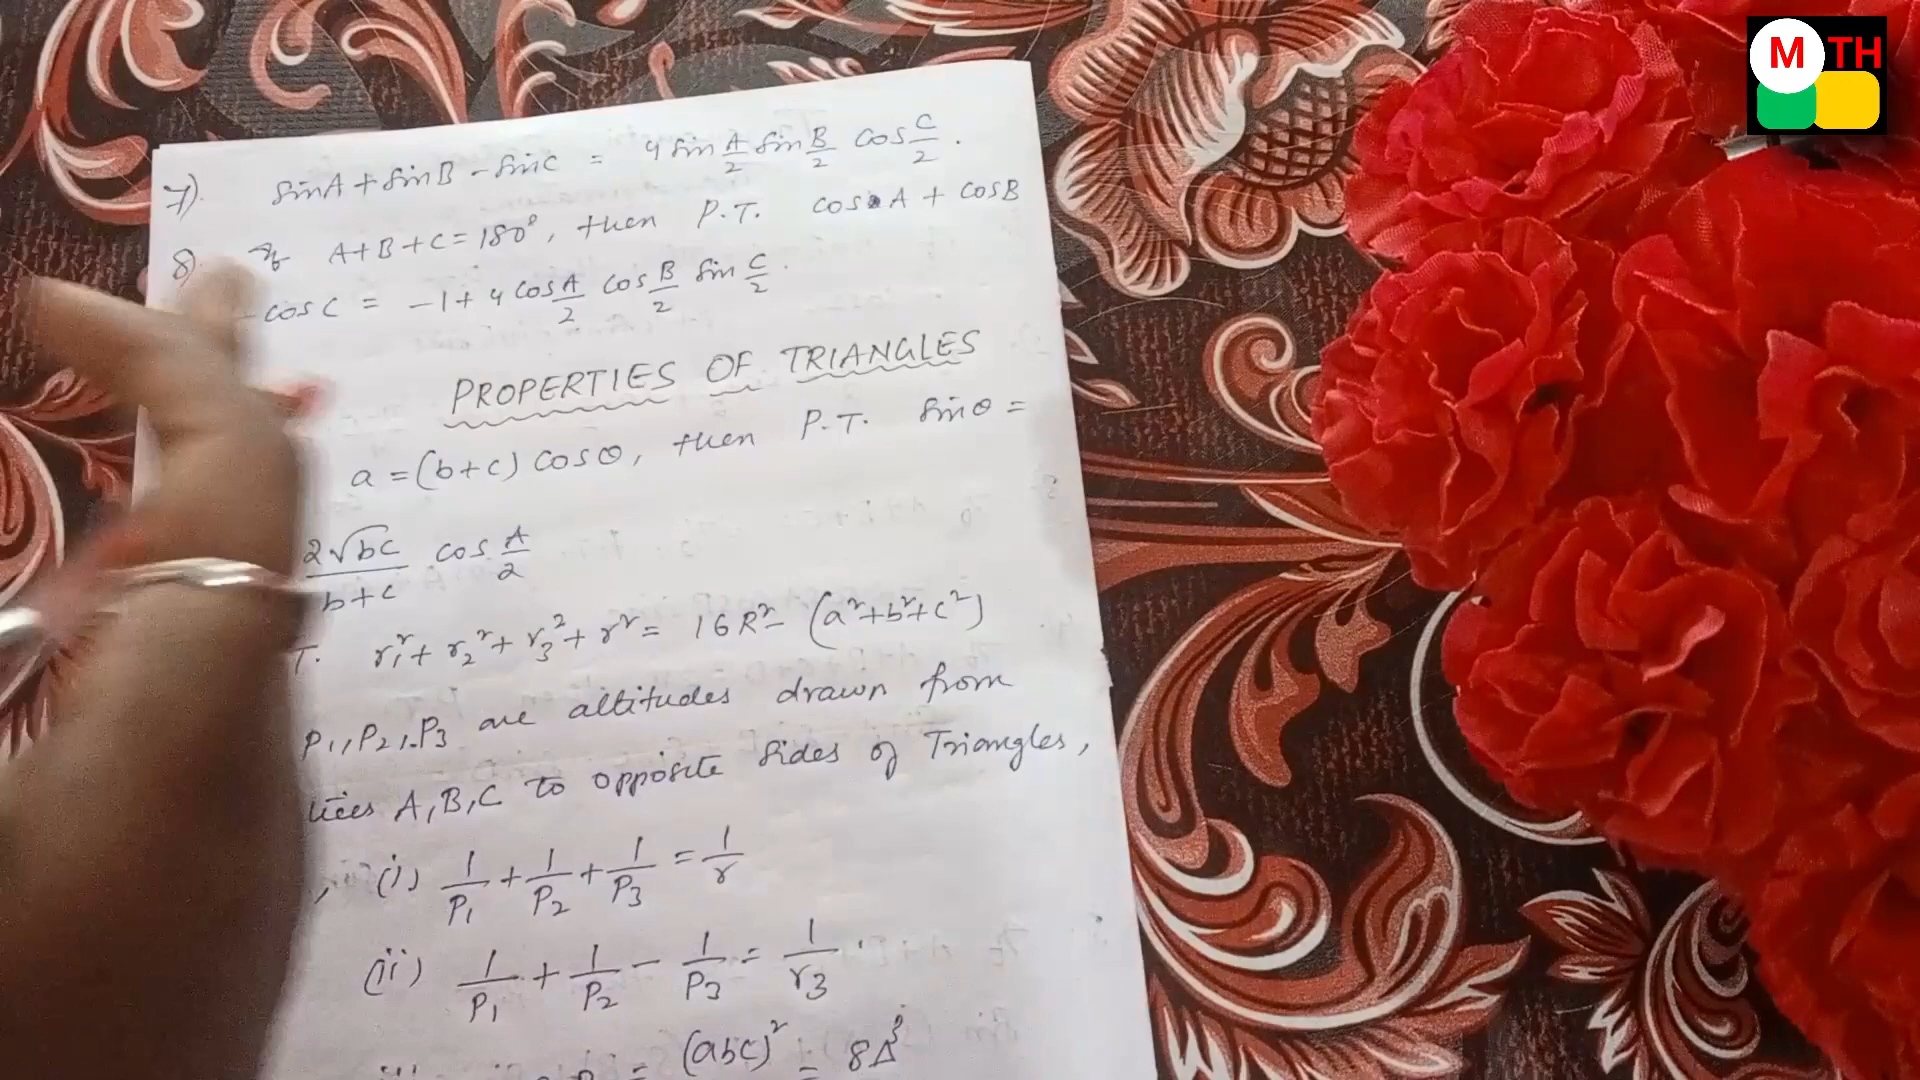 M TH
7). SinA + SinB - SinC = 4 Sin A/2 Sin B/2 Cos C/2 .
8) If A+B+C = 180°, then P.T. COS A + COSB
- COSC = -1 + 4 COS A/2 COS B/2 Sin C/2 .
PROPERTIES OF TRIANGLES
a = (b+c) COSθ, then P.T. Sinθ =
2√bc / b+c COS A/2
T. r₁² + r₂² + r₃² + r² = 16R² - (a²+b²+c²)
P₁, P₂, P₃ are altitudes drawn from
tices A, B, C to opposite Sides of Triangles,
, (i) 1/P₁ + 1/P₂ + 1/P₃ = 1/r
(ii) 1/P₁ + 1/P₂ - 1/P₃ = 1/r₃ .
= (abc)² = 8Δ³